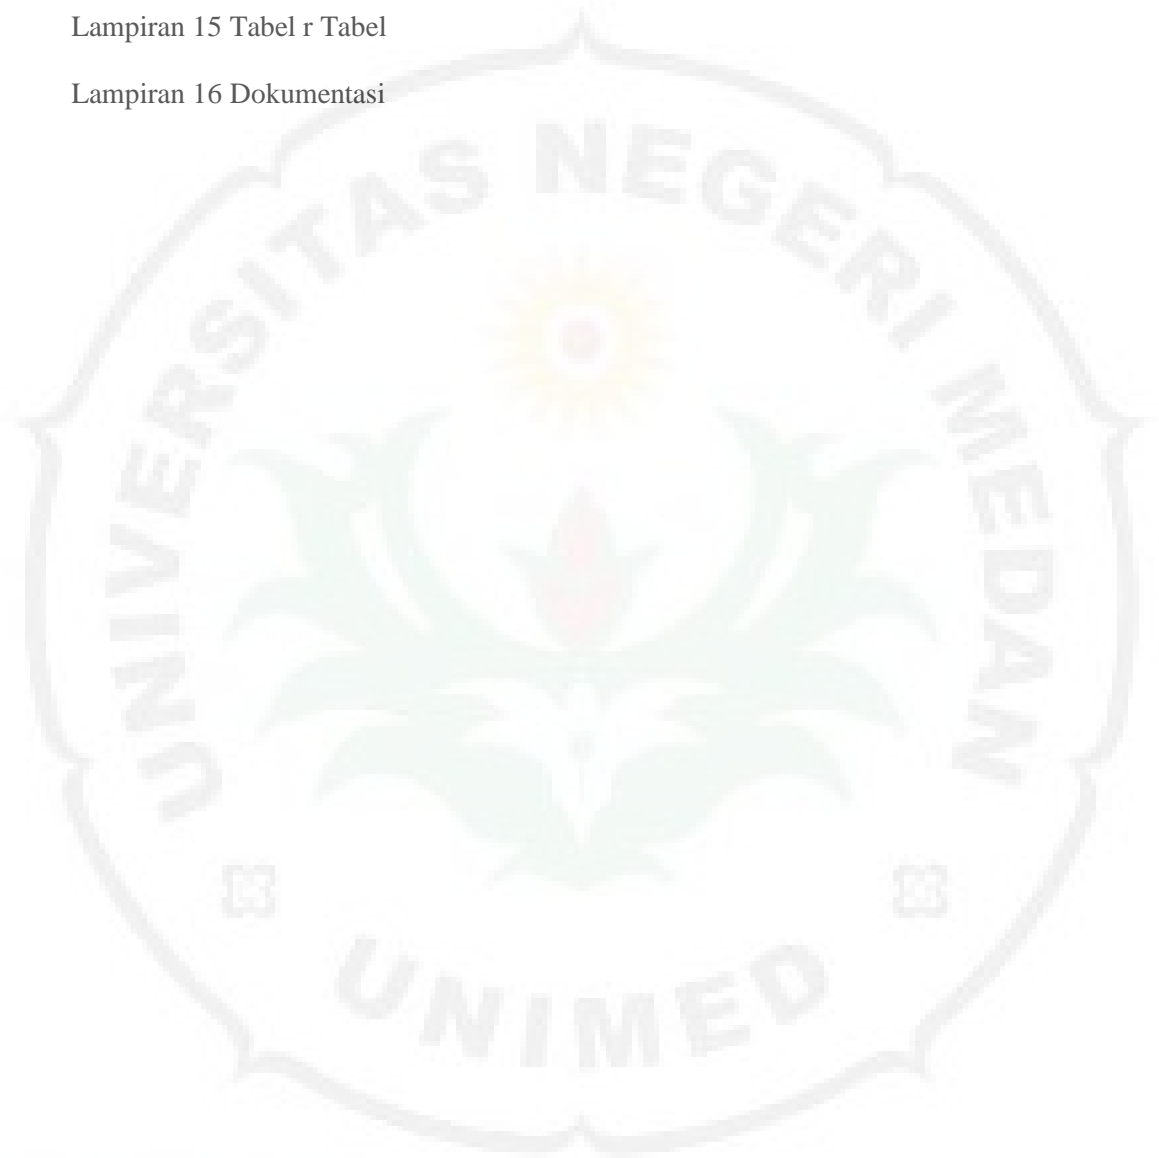 Lampiran 15 Tabel r Tabel
Lampiran 16 Dokumentasi
UNIVERSITAS NEGERI MEDAN
UNIMED